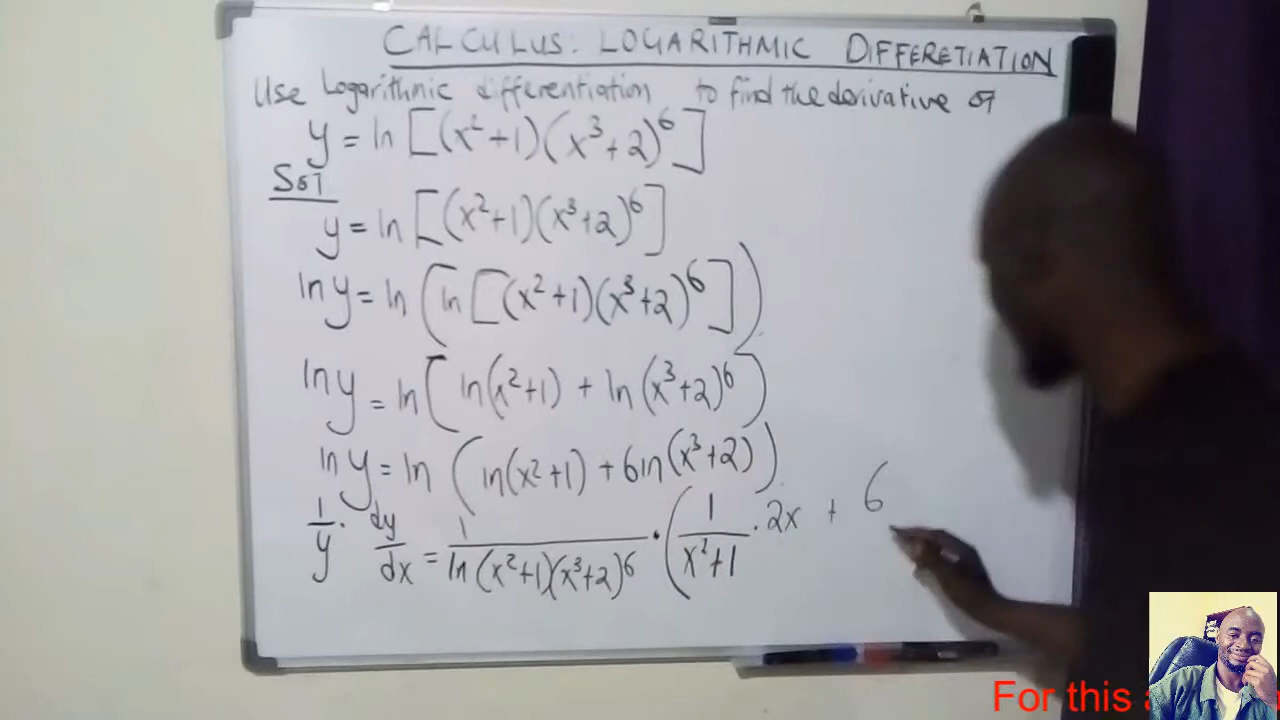 CALCULUS: LOGARITHMIC DIFFERETIATION
Use Logarithmic differentiation to find the derivative of
y = ln [(x²+1)(x³+2)⁶]
Sol
y = ln [(x²+1)(x³+2)⁶]
ln y = ln (ln [(x²+1)(x³+2)⁶])
ln y = ln [ln(x²+1) + ln(x³+2)⁶]
ln y = ln (ln(x²+1) + 6ln(x³+2))
1/y · dy/dx = 1/ln(x²+1)(x³+2)⁶ · (1/x²+1 · 2x + 6
For this